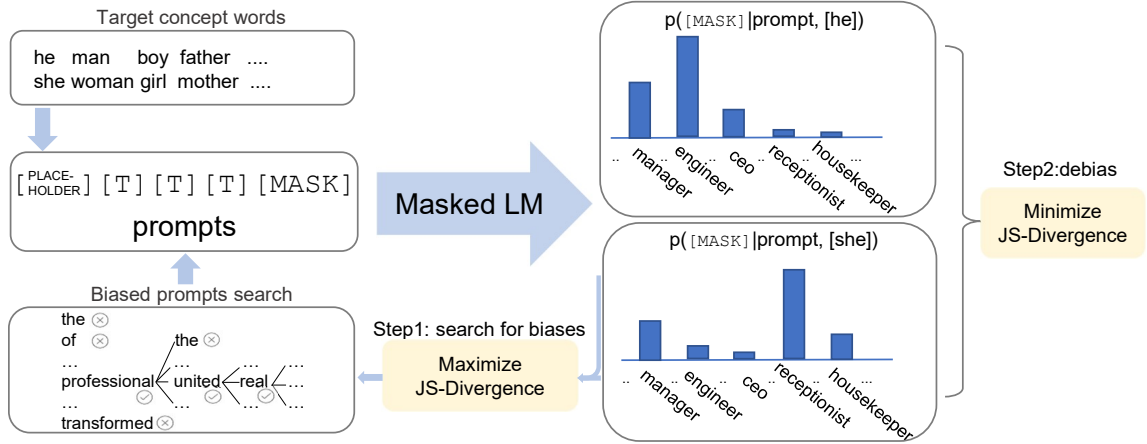 Target concept words
he man boy father ....
she woman girl mother ....
[PLACE-HOLDER] [T] [T] [T] [MASK]
prompts
Biased prompts search
the
of the
... ... ... ...
professional united real ...
... ... ... ...
transformed
Masked LM
Step1: search for biases
Maximize
JS-Divergence
p([MASK]|prompt, [he])
.. manager .. engineer ... ceo .. receptionist .. housekeeper ...
p([MASK]|prompt, [she])
.. manager .. engineer ... ceo .. receptionist .. housekeeper ...
Step2:debias
Minimize
JS-Divergence